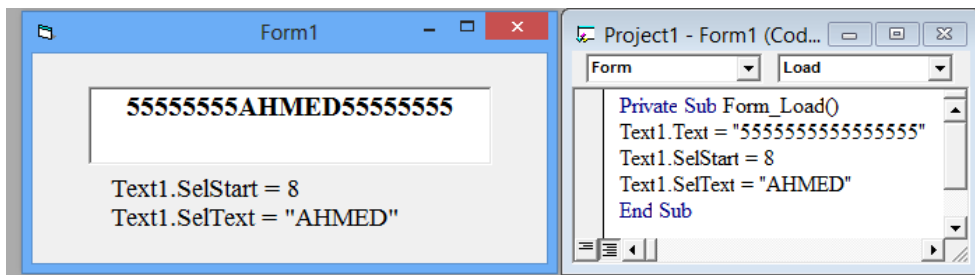 Form1
55555555AHMED55555555
Text1.SelStart = 8
Text1.SelText = "AHMED"
Project1 - Form1 (Cod...
Form Load
Private Sub Form_Load()
Text1.Text = "5555555555555555"
Text1.SelStart = 8
Text1.SelText = "AHMED"
End Sub